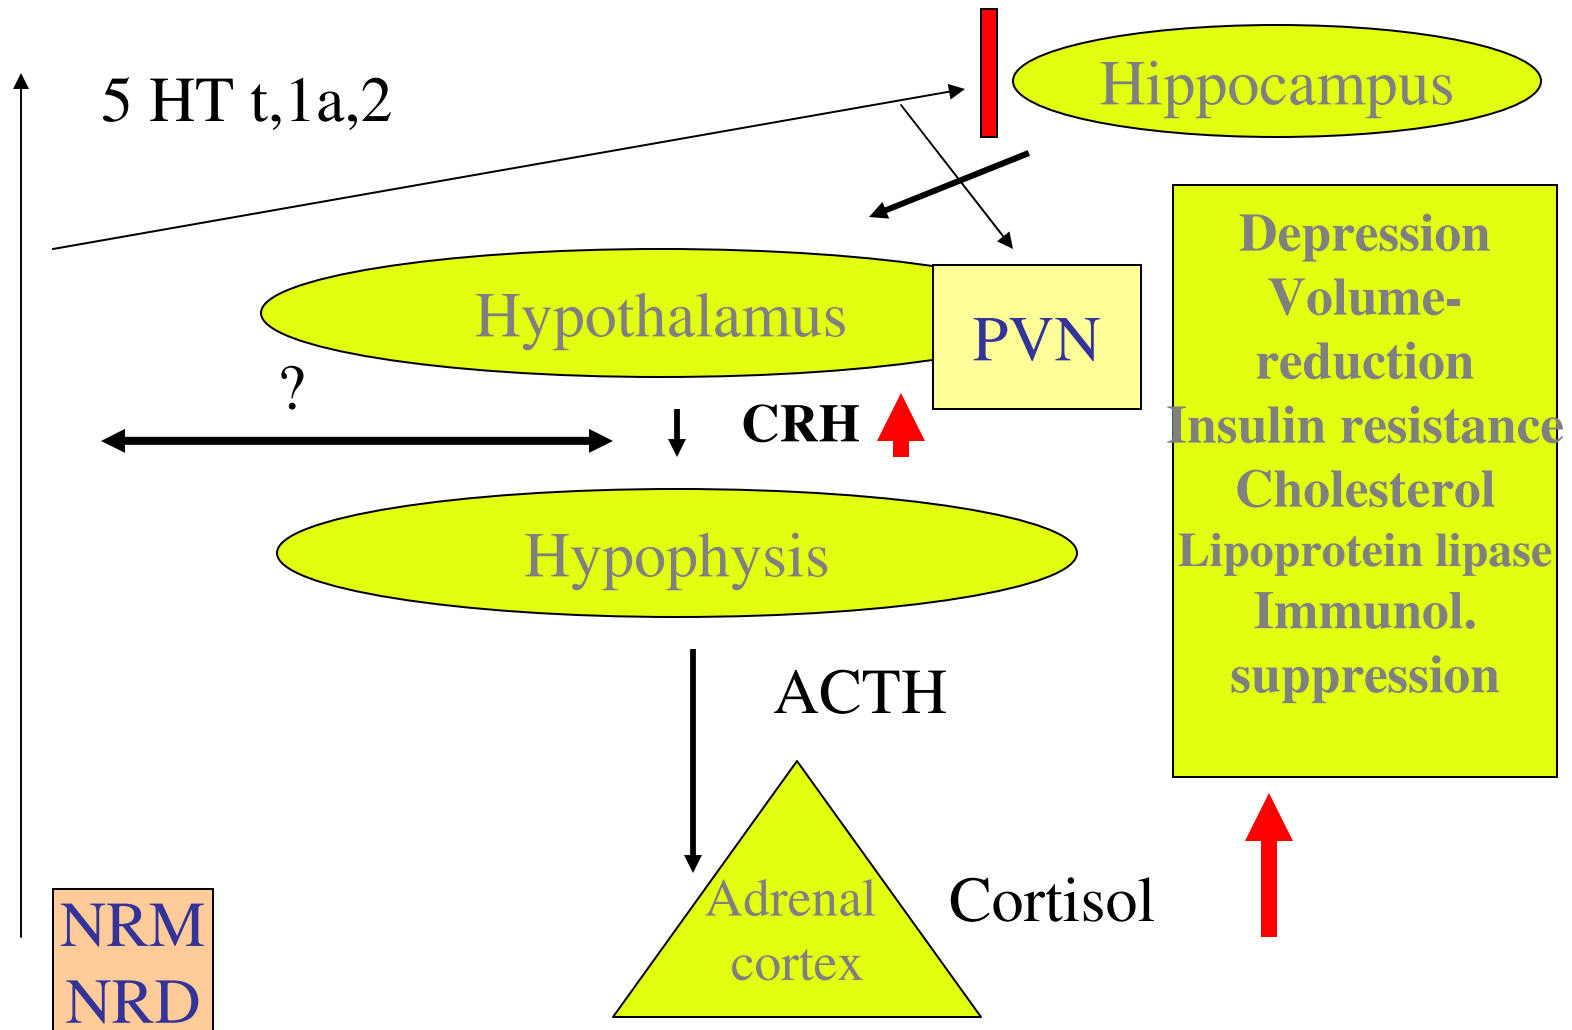 5 HT t,1a,2
Hippocampus
Hypothalamus
PVN
?
CRH
Hypophysis
ACTH
Adrenal
cortex
Cortisol
Depression
Volume-
reduction
Insulin resistance
Cholesterol
Lipoprotein lipase
Immunol.
suppression
NRM
NRD